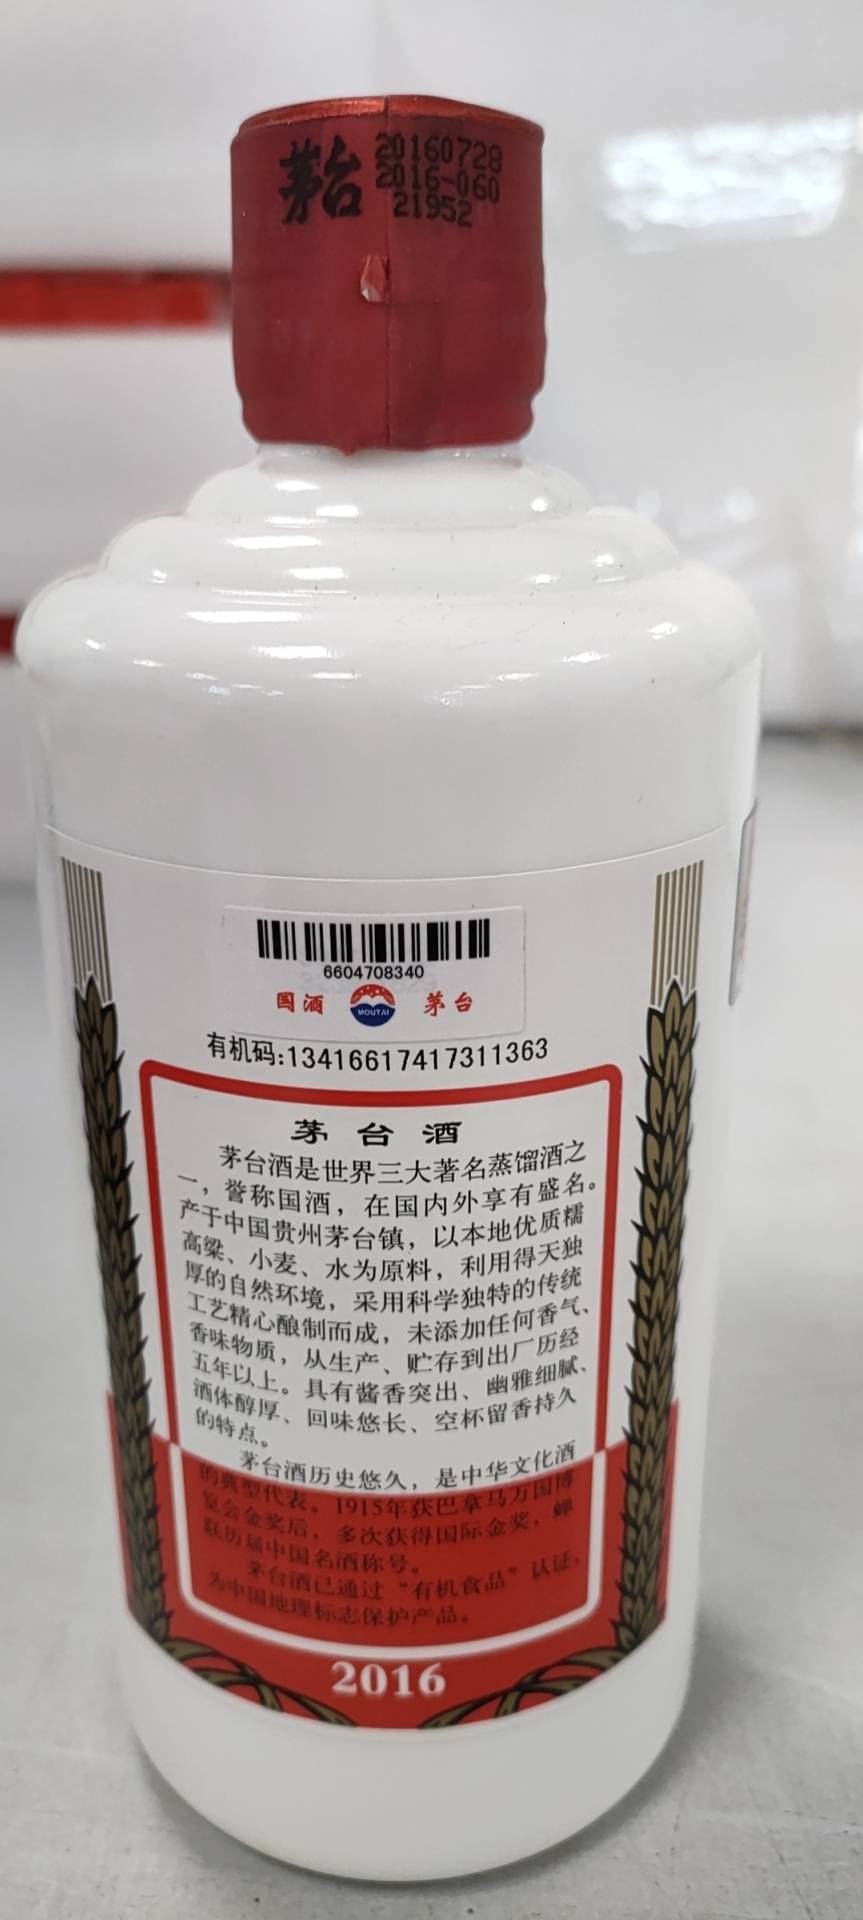 茅台
20160728
2016-060
21952
6604708340
国酒 MOUTAI 茅台
有机码:13416617417311363
茅台酒
茅台酒是世界三大著名蒸馏酒之
一，誉称国酒，在国内外享有盛名。
产于中国贵州茅台镇，以本地优质糯
高粱、小麦、水为原料，利用得天独
厚的自然环境，采用科学独特的传统
工艺精心酿制而成，未添加任何香气、
香味物质，从生产、贮存到出厂历经
五年以上。具有酱香突出、幽雅细腻、
酒体醇厚、回味悠长、空杯留香持久
的特点。
茅台酒历史悠久，是中华文化酒
的典型代表。1915年获巴拿马万国博
览会金奖后，多次获得国际金奖，蝉
联历届中国名酒称号。
茅台酒已通过“有机食品”认证，
为中国地理标志保护产品。
2016